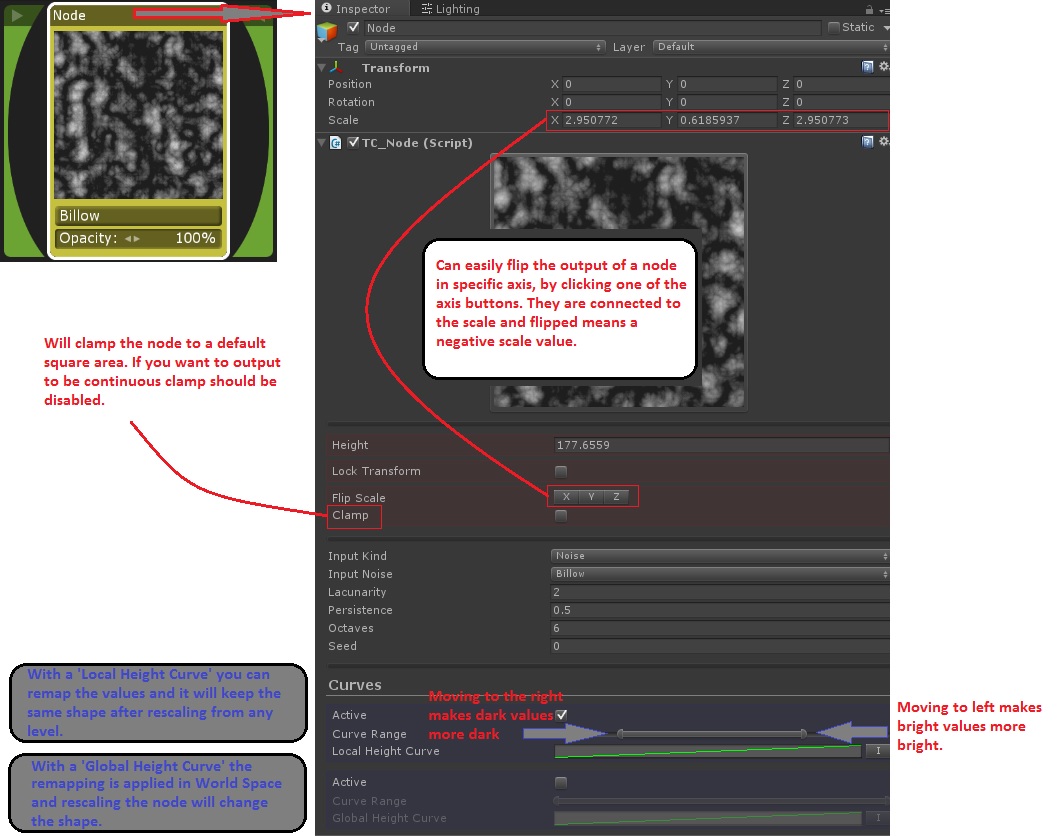 Node
Billow
Opacity: 100%
Inspector
Lighting
Node
Static
Tag Untagged Layer Default
Transform
Position X 0 Y 0 Z 0
Rotation X 0 Y 0 Z 0
Scale X 2.950772 Y 0.6185937 Z 2.950773
TC_Node (Script)
Can easily flip the output of a node
in specific axis, by clicking one of the
axis buttons. They are connected to
the scale and flipped means a
negative scale value.
Will clamp the node to a default
square area. If you want to output
to be continuous clamp should be
disabled.
Height 177.6559
Lock Transform
Flip Scale X Y Z
Clamp
Input Kind Noise
Input Noise Billow
Lacunarity 2
Persistence 0.5
Octaves 6
Seed 0
With a 'Local Height Curve' you can
remap the values and it will keep the
same shape after rescaling from any
level.
With a 'Global Height Curve' the
remapping is applied in World Space
and rescaling the node will change
the shape.
Curves
Moving to the right
makes dark values
more dark
Active
Curve Range
Local Height Curve I
Moving to left makes
bright values more
bright.
Active
Curve Range
Global Height Curve I